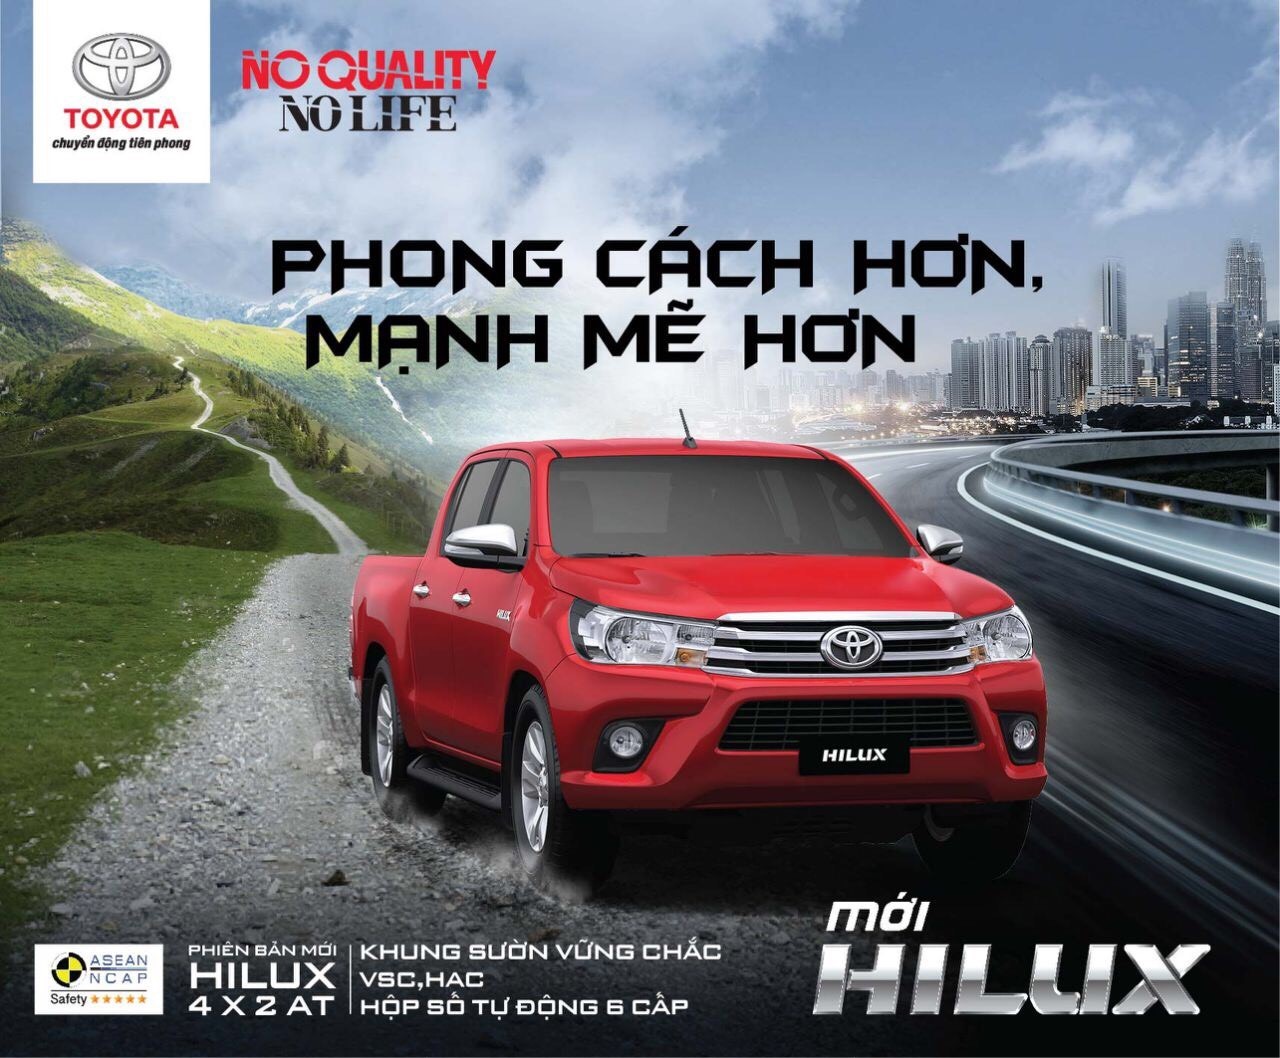 TOYOTA
chuyển động tiên phong
NO QUALITY
NO LIFE
PHONG CÁCH HƠN,
MẠNH MẼ HƠN
HILUX
HILUX
mới
HILUX
ASEAN
NCAP
Safety ★★★★★
PHIÊN BẢN MỚI
HILUX
4 X 2 AT
KHUNG SƯỜN VỮNG CHẮC
VSC,HAC
HỘP SỐ TỰ ĐỘNG 6 CẤP